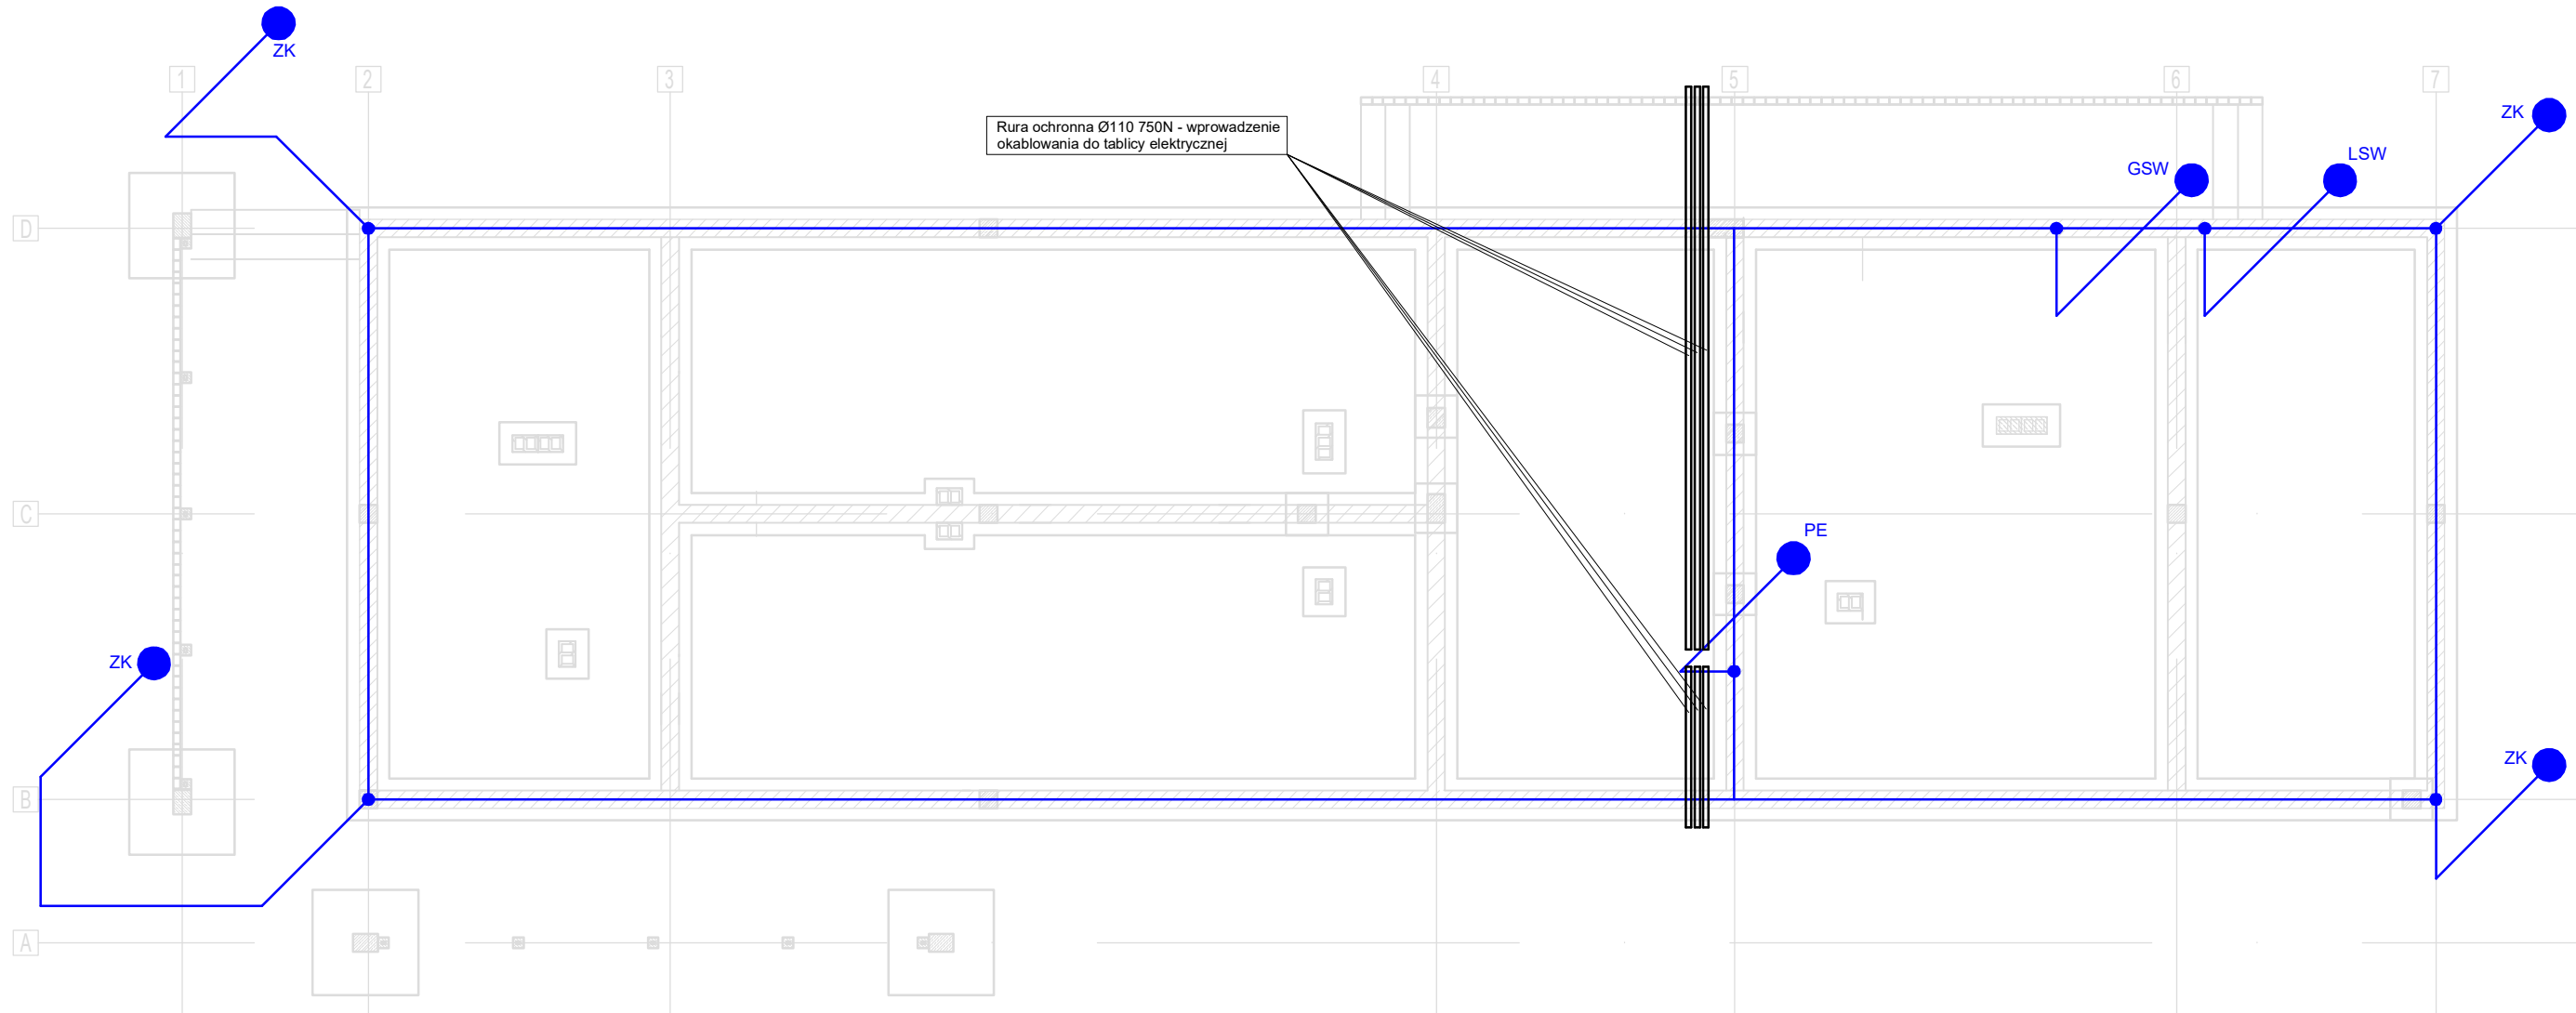 ZK
1
2
3
4
5
6
7
ZK
Rura ochronna Ø110 750N - wprowadzenie
okablowania do tablicy elektrycznej
LSW
GSW
D
C
PE
ZK
ZK
B
A